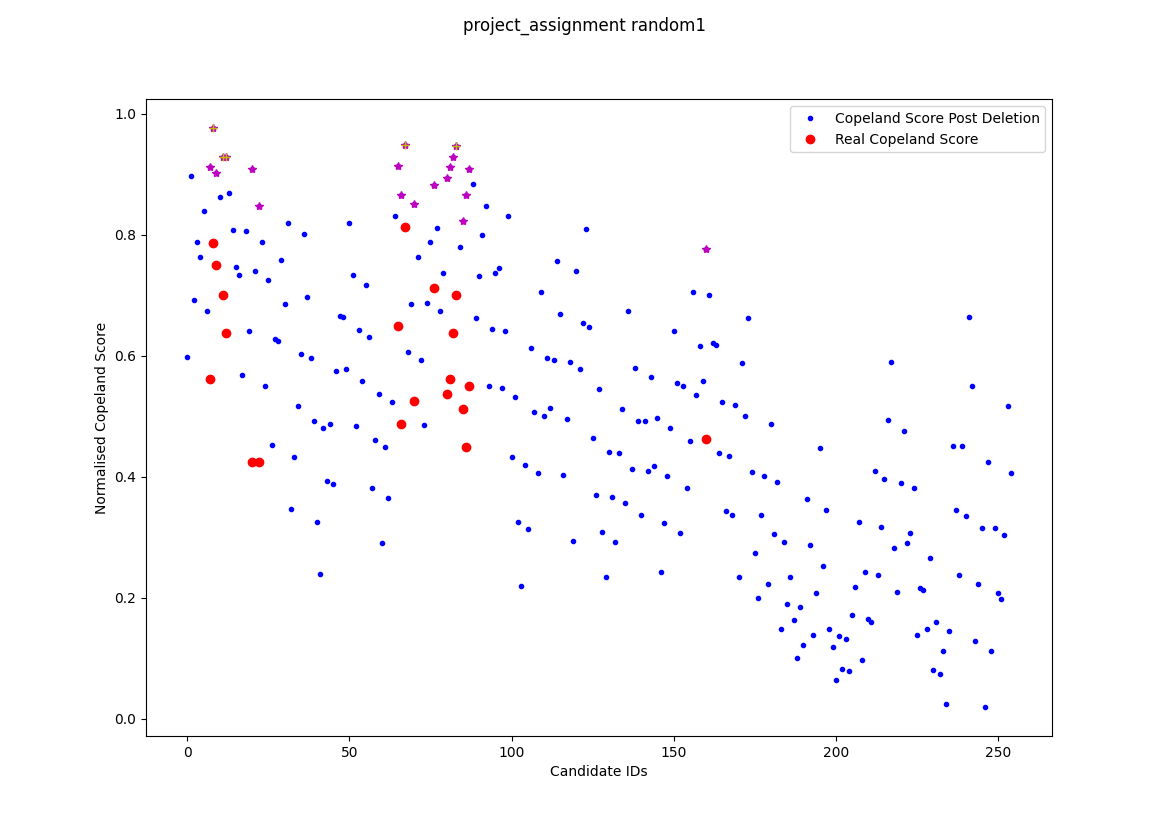 project_assignment random1
Copeland Score Post Deletion
Real Copeland Score
Normalised Copeland Score
1.0
0.8
0.6
0.4
0.2
0.0
0 50 100 150 200 250
Candidate IDs